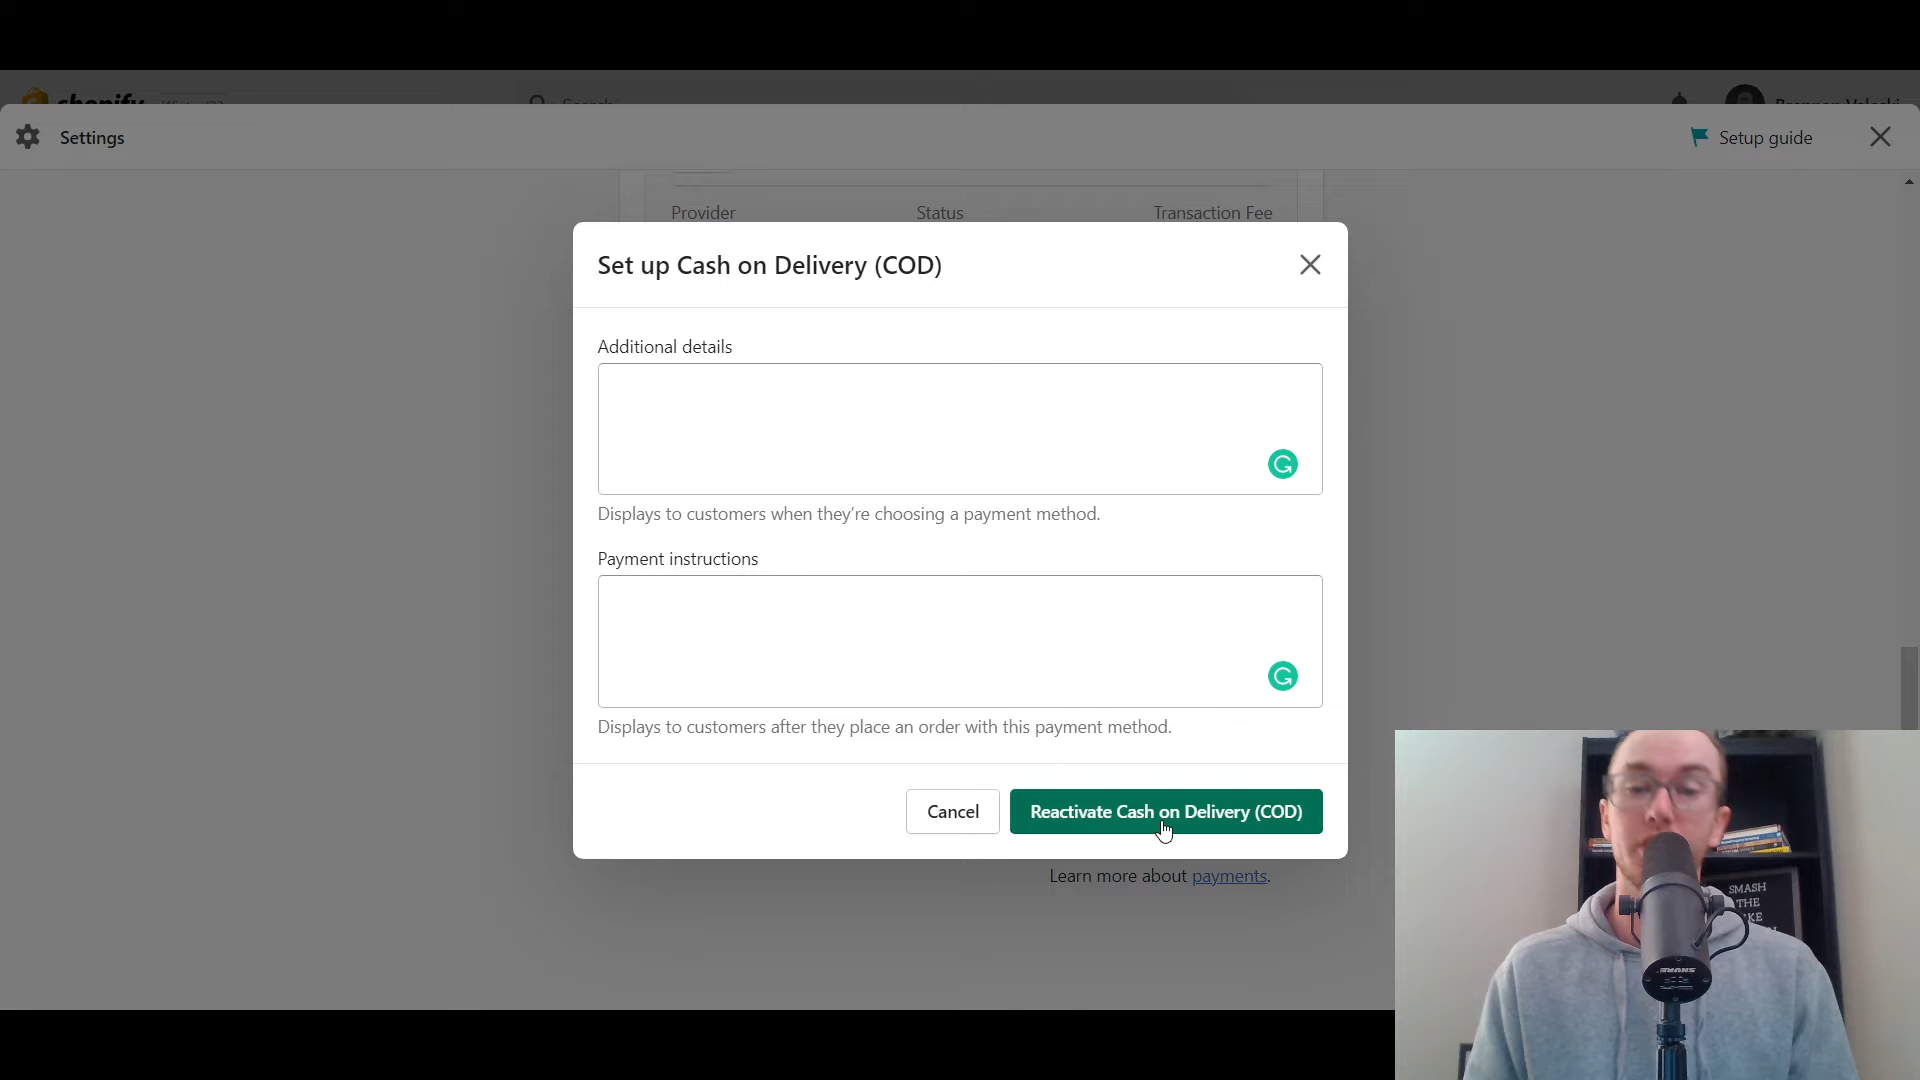 Settings
Setup guide
Provider Status Transaction Fee
Set up Cash on Delivery (COD)
Additional details
Displays to customers when they're choosing a payment method.
Payment instructions
Displays to customers after they place an order with this payment method.
Cancel
Reactivate Cash on Delivery (COD)
Learn more about payments.
SMASH
THE
SHURE